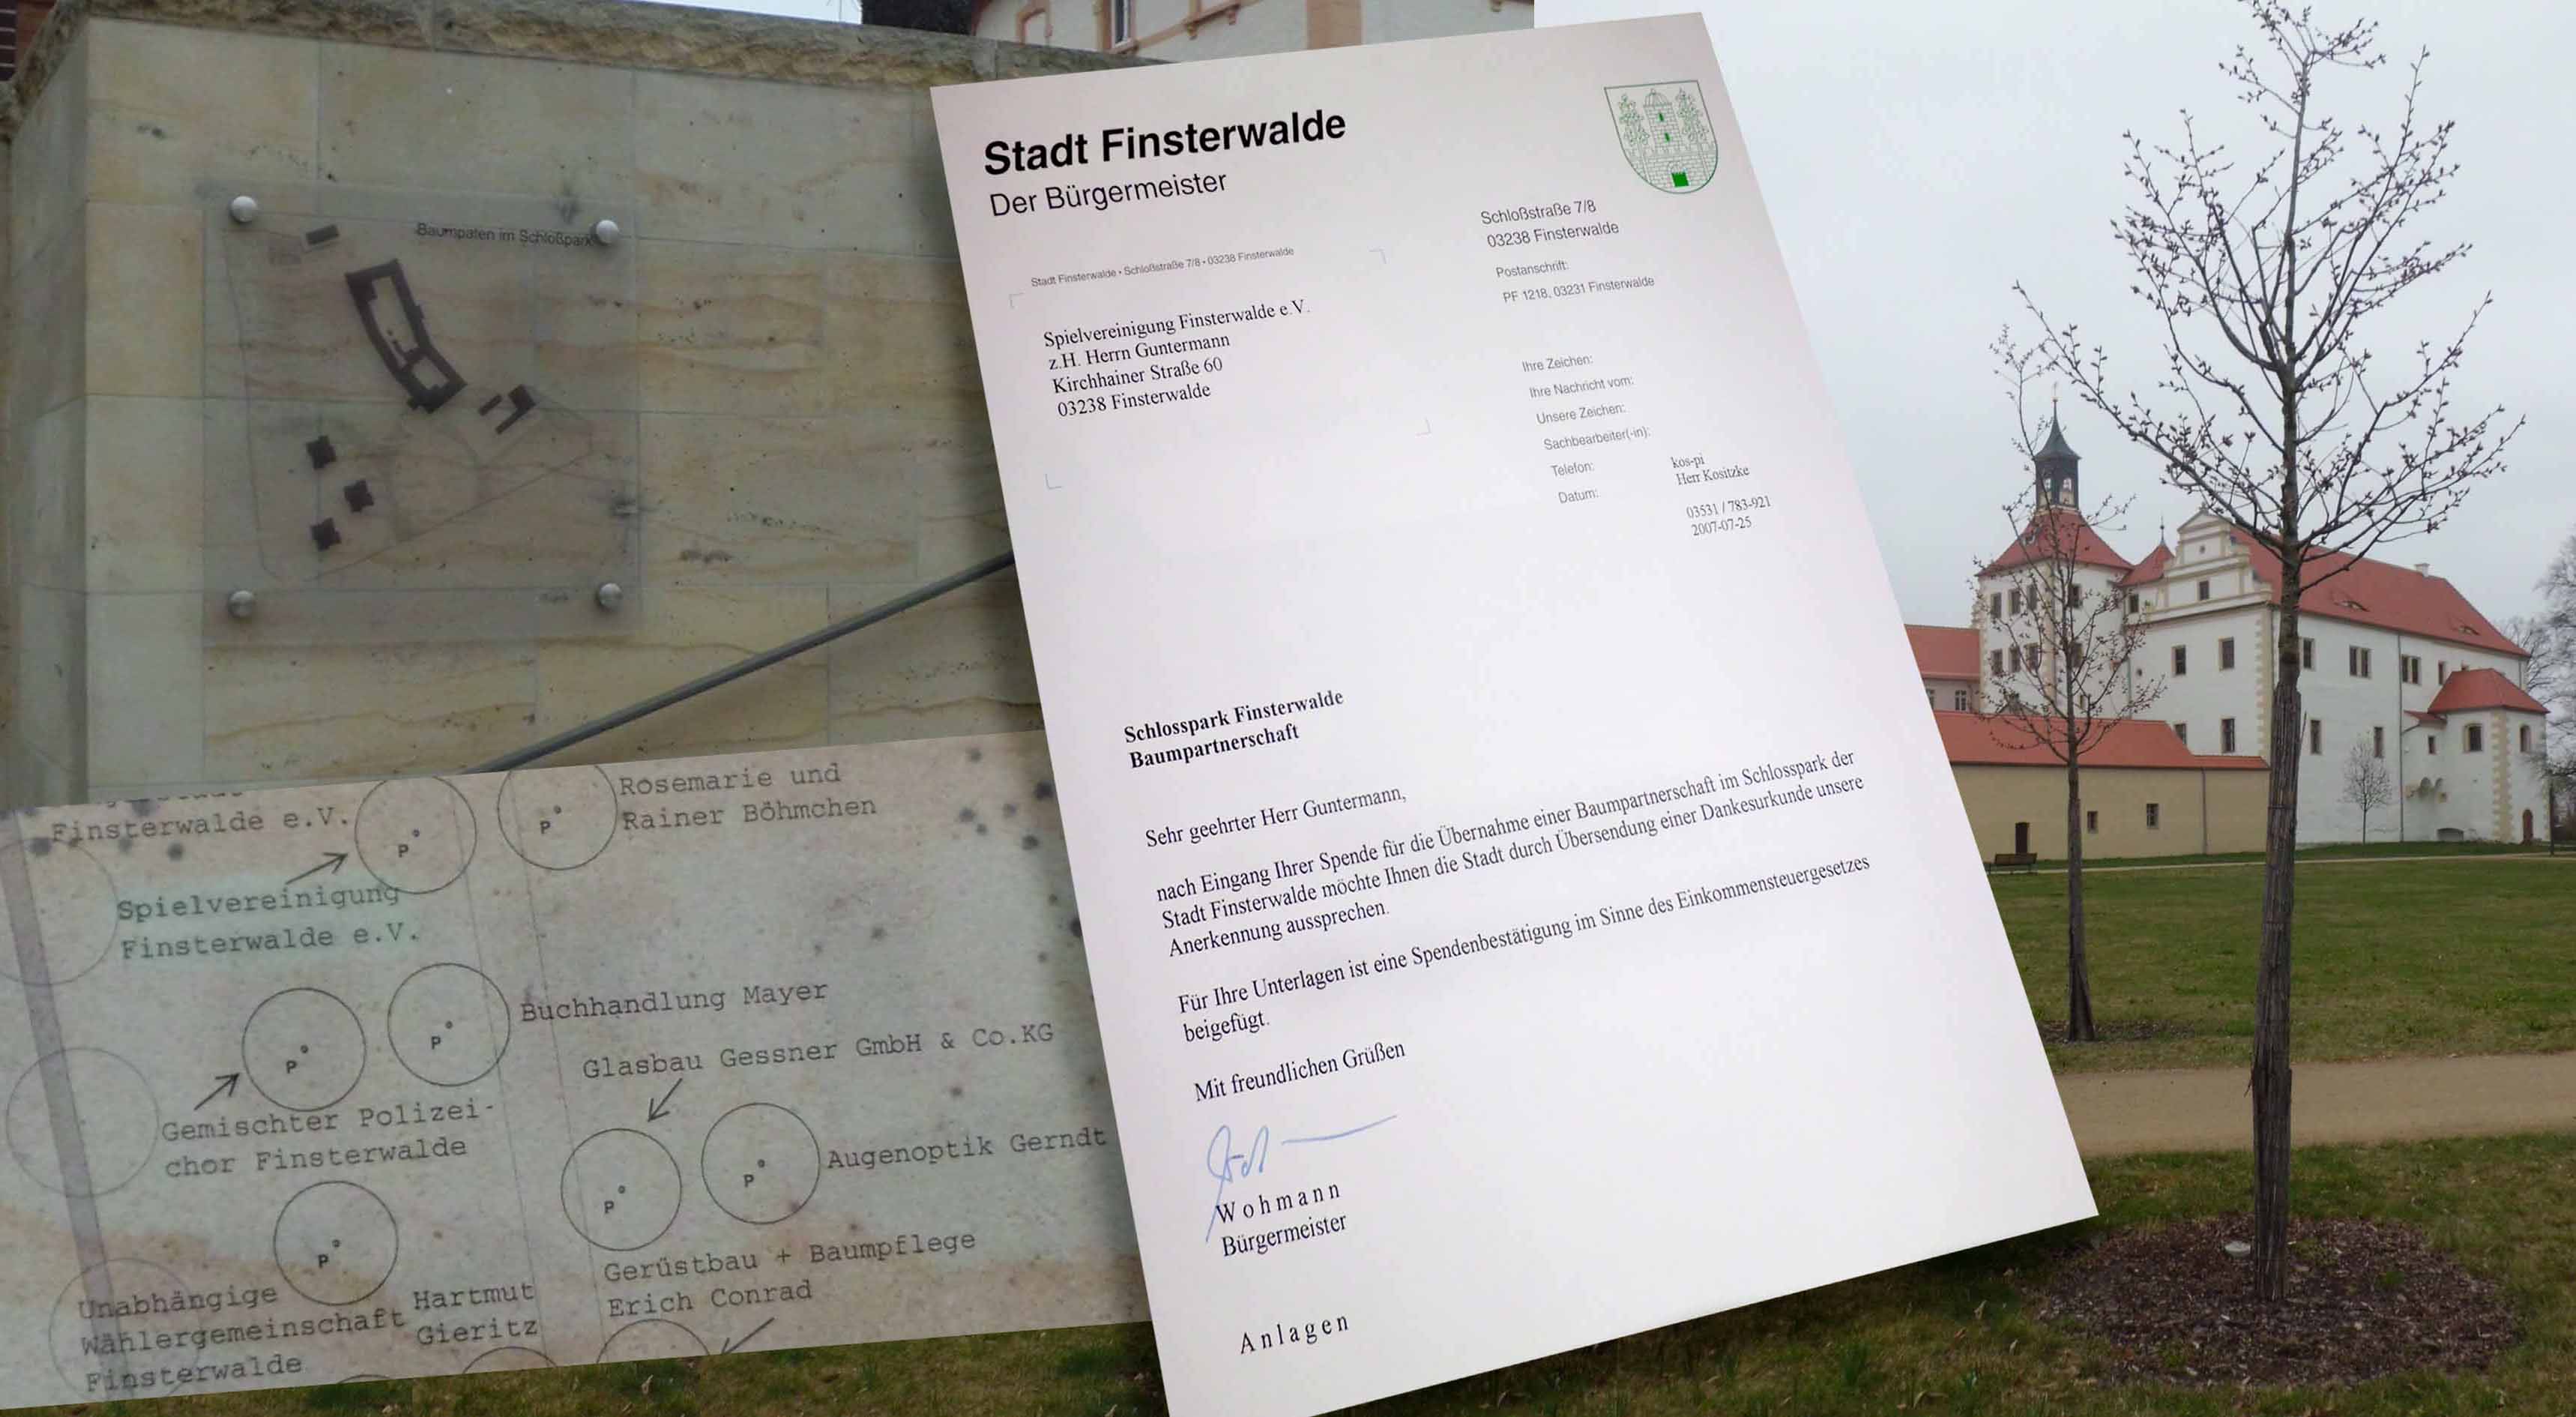 Baumpaten im Schloßpark
Stadt Finsterwalde
Der Bürgermeister
Schloßstraße 7/8
03238 Finsterwalde
Postanschrift:
PF 1218, 03231 Finsterwalde
Stadt Finsterwalde • Schloßstraße 7/8 • 03238 Finsterwalde
Spielvereinigung Finsterwalde e.V.
z.H. Herrn Guntermann
Kirchhainer Straße 60
03238 Finsterwalde
Ihre Zeichen:
Ihre Nachricht vom:
Unsere Zeichen:
Sachbearbeiter(-in):
Telefon:
Datum:
kos-pi
Herr Kositzke
03531 / 783-921
2007-07-25
Schlosspark Finsterwalde
Baumpartnerschaft
Sehr geehrter Herr Guntermann,
nach Eingang Ihrer Spende für die Übernahme einer Baumpartnerschaft im Schlosspark der
Stadt Finsterwalde möchte Ihnen die Stadt durch Übersendung einer Dankesurkunde unsere
Anerkennung aussprechen.
Für Ihre Unterlagen ist eine Spendenbestätigung im Sinne des Einkommensteuergesetzes
beigefügt.
Mit freundlichen Grüßen
Wohmann
Bürgermeister
Anlagen
Finsterwalde e.V.
P
P
Rosemarie und
Rainer Böhmchen
Spielvereinigung
Finsterwalde e.V.
P
P
Buchhandlung Mayer
Glasbau Gessner GmbH & Co.KG
Gemischter Polizei-
chor Finsterwalde
P
P
Augenoptik Gerndt
P
Gerüstbau + Baumpflege
Erich Conrad
Unabhängige
Wählergemeinschaft
Finsterwalde
Hartmut
Gieritz